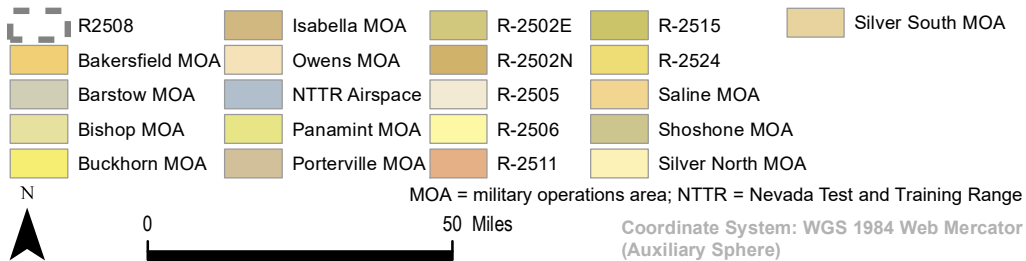 R2508
Isabella MOA
R-2502E
R-2515
Silver South MOA
Bakersfield MOA
Owens MOA
R-2502N
R-2524
Barstow MOA
NTTR Airspace
R-2505
Saline MOA
Bishop MOA
Panamint MOA
R-2506
Shoshone MOA
Buckhorn MOA
Porterville MOA
R-2511
Silver North MOA
MOA = military operations area; NTTR = Nevada Test and Training Range
N
0 50 Miles
Coordinate System: WGS 1984 Web Mercator
(Auxiliary Sphere)